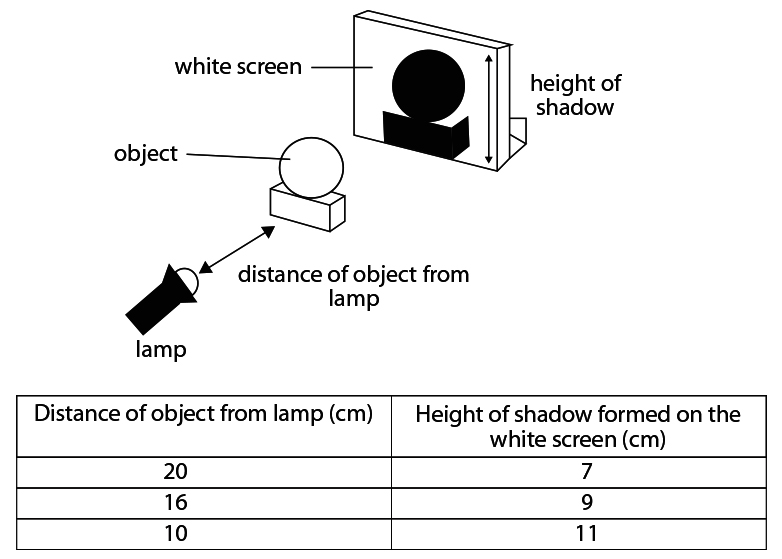 white screen
height of
shadow
object
distance of object from
lamp
lamp
Distance of object from lamp (cm)
Height of shadow formed on the
white screen (cm)
20
7
16
9
10
11